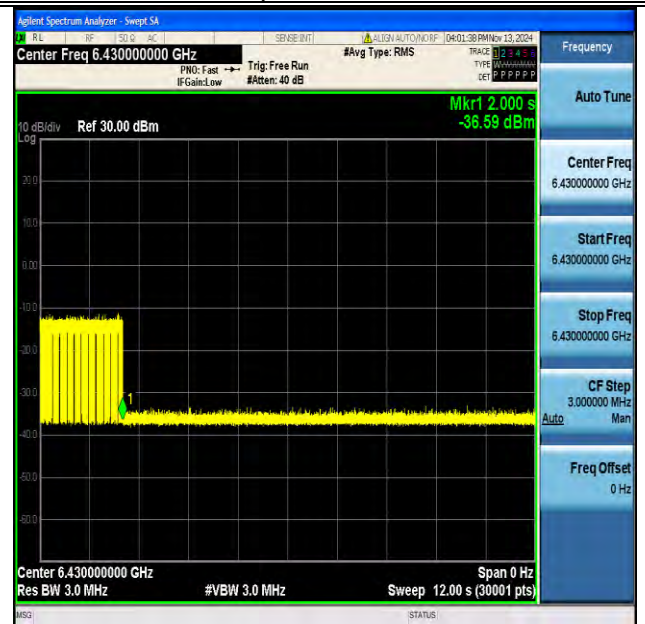 Agilent Spectrum Analyzer - Swept SA
RL RF 50 Ω AC SENSE:INT ALIGN AUTO/NO RF 04:01:38 PM Nov 13, 2024
Center Freq 6.430000000 GHz #Avg Type: RMS TRACE 1 2 3 4 5 6
PNO: Fast Trig: Free Run TYPE
IFGain:Low #Atten: 40 dB DET P P P P P P
Mkr1 2.000 s
-36.59 dBm
10 dB/div Ref 30.00 dBm
Log
20.0
10.0
0.00
-10.0
-20.0
-30.0
1
-40.0
-50.0
-60.0
Center 6.430000000 GHz Span 0 Hz
Res BW 3.0 MHz #VBW 3.0 MHz Sweep 12.00 s (30001 pts)
MSG STATUS
Frequency
Auto Tune
Center Freq
6.430000000 GHz
Start Freq
6.430000000 GHz
Stop Freq
6.430000000 GHz
CF Step
3.000000 MHz
Auto Man
Freq Offset
0 Hz